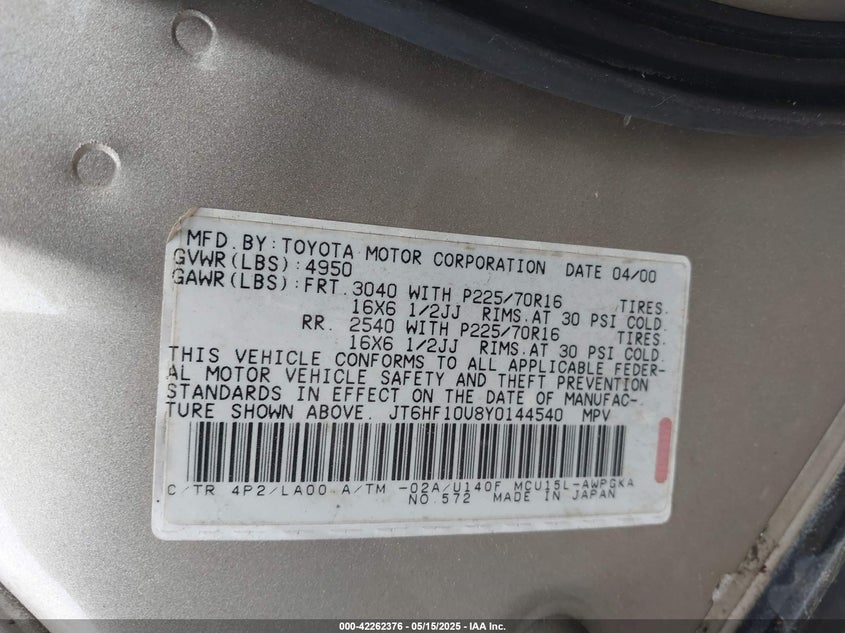 MFD. BY: TOYOTA MOTOR CORPORATION DATE 04/00
GVWR(LBS): 4950
GAWR(LBS): FRT. 3040 WITH P225/70R16 TIRES.
16X6 1/2JJ RIMS. AT 30 PSI COLD.
RR. 2540 WITH P225/70R16 TIRES.
16X6 1/2JJ RIMS. AT 30 PSI COLD.
THIS VEHICLE CONFORMS TO ALL APPLICABLE FEDER-
AL MOTOR VEHICLE SAFETY AND THEFT PREVENTION
STANDARDS IN EFFECT ON THE DATE OF MANUFAC-
TURE SHOWN ABOVE. JT6HF10U8Y0144540 MPV
C/TR 4P2/LA00 A/TM -02A/U140F MCU15L-AWPGKA
NO. 572 MADE IN JAPAN
000-42262376 - 05/15/2025 - IAA Inc.